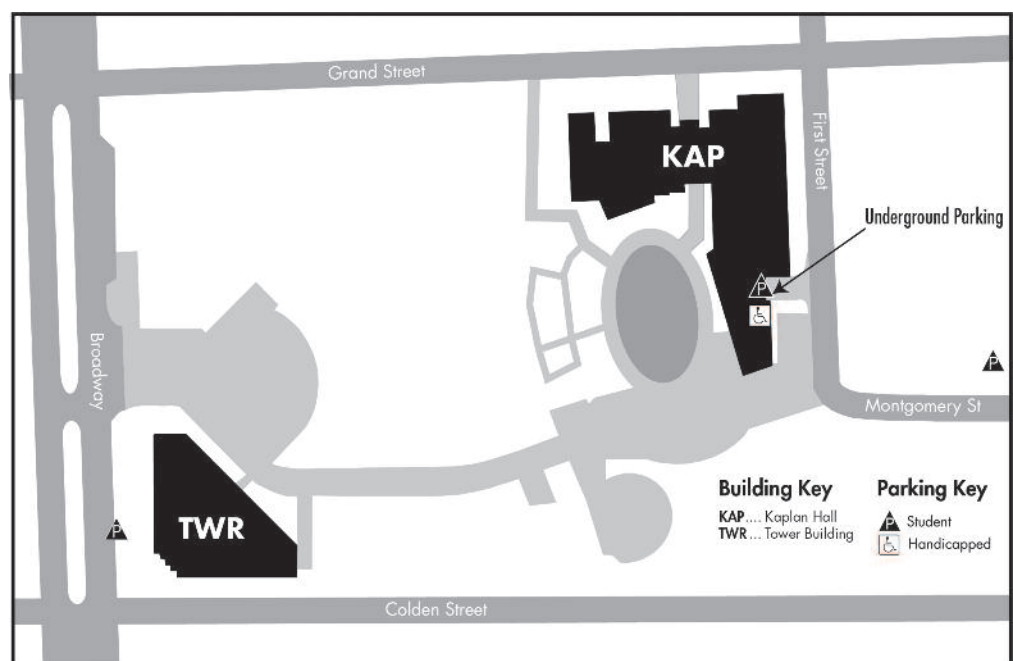 Grand Street
First Street
KAP
Underground Parking
P
Broadway
P
Montgomery St
Building Key
KAP.... Kaplan Hall
TWR... Tower Building
Parking Key
P Student
Handicapped
TWR
P
Colden Street